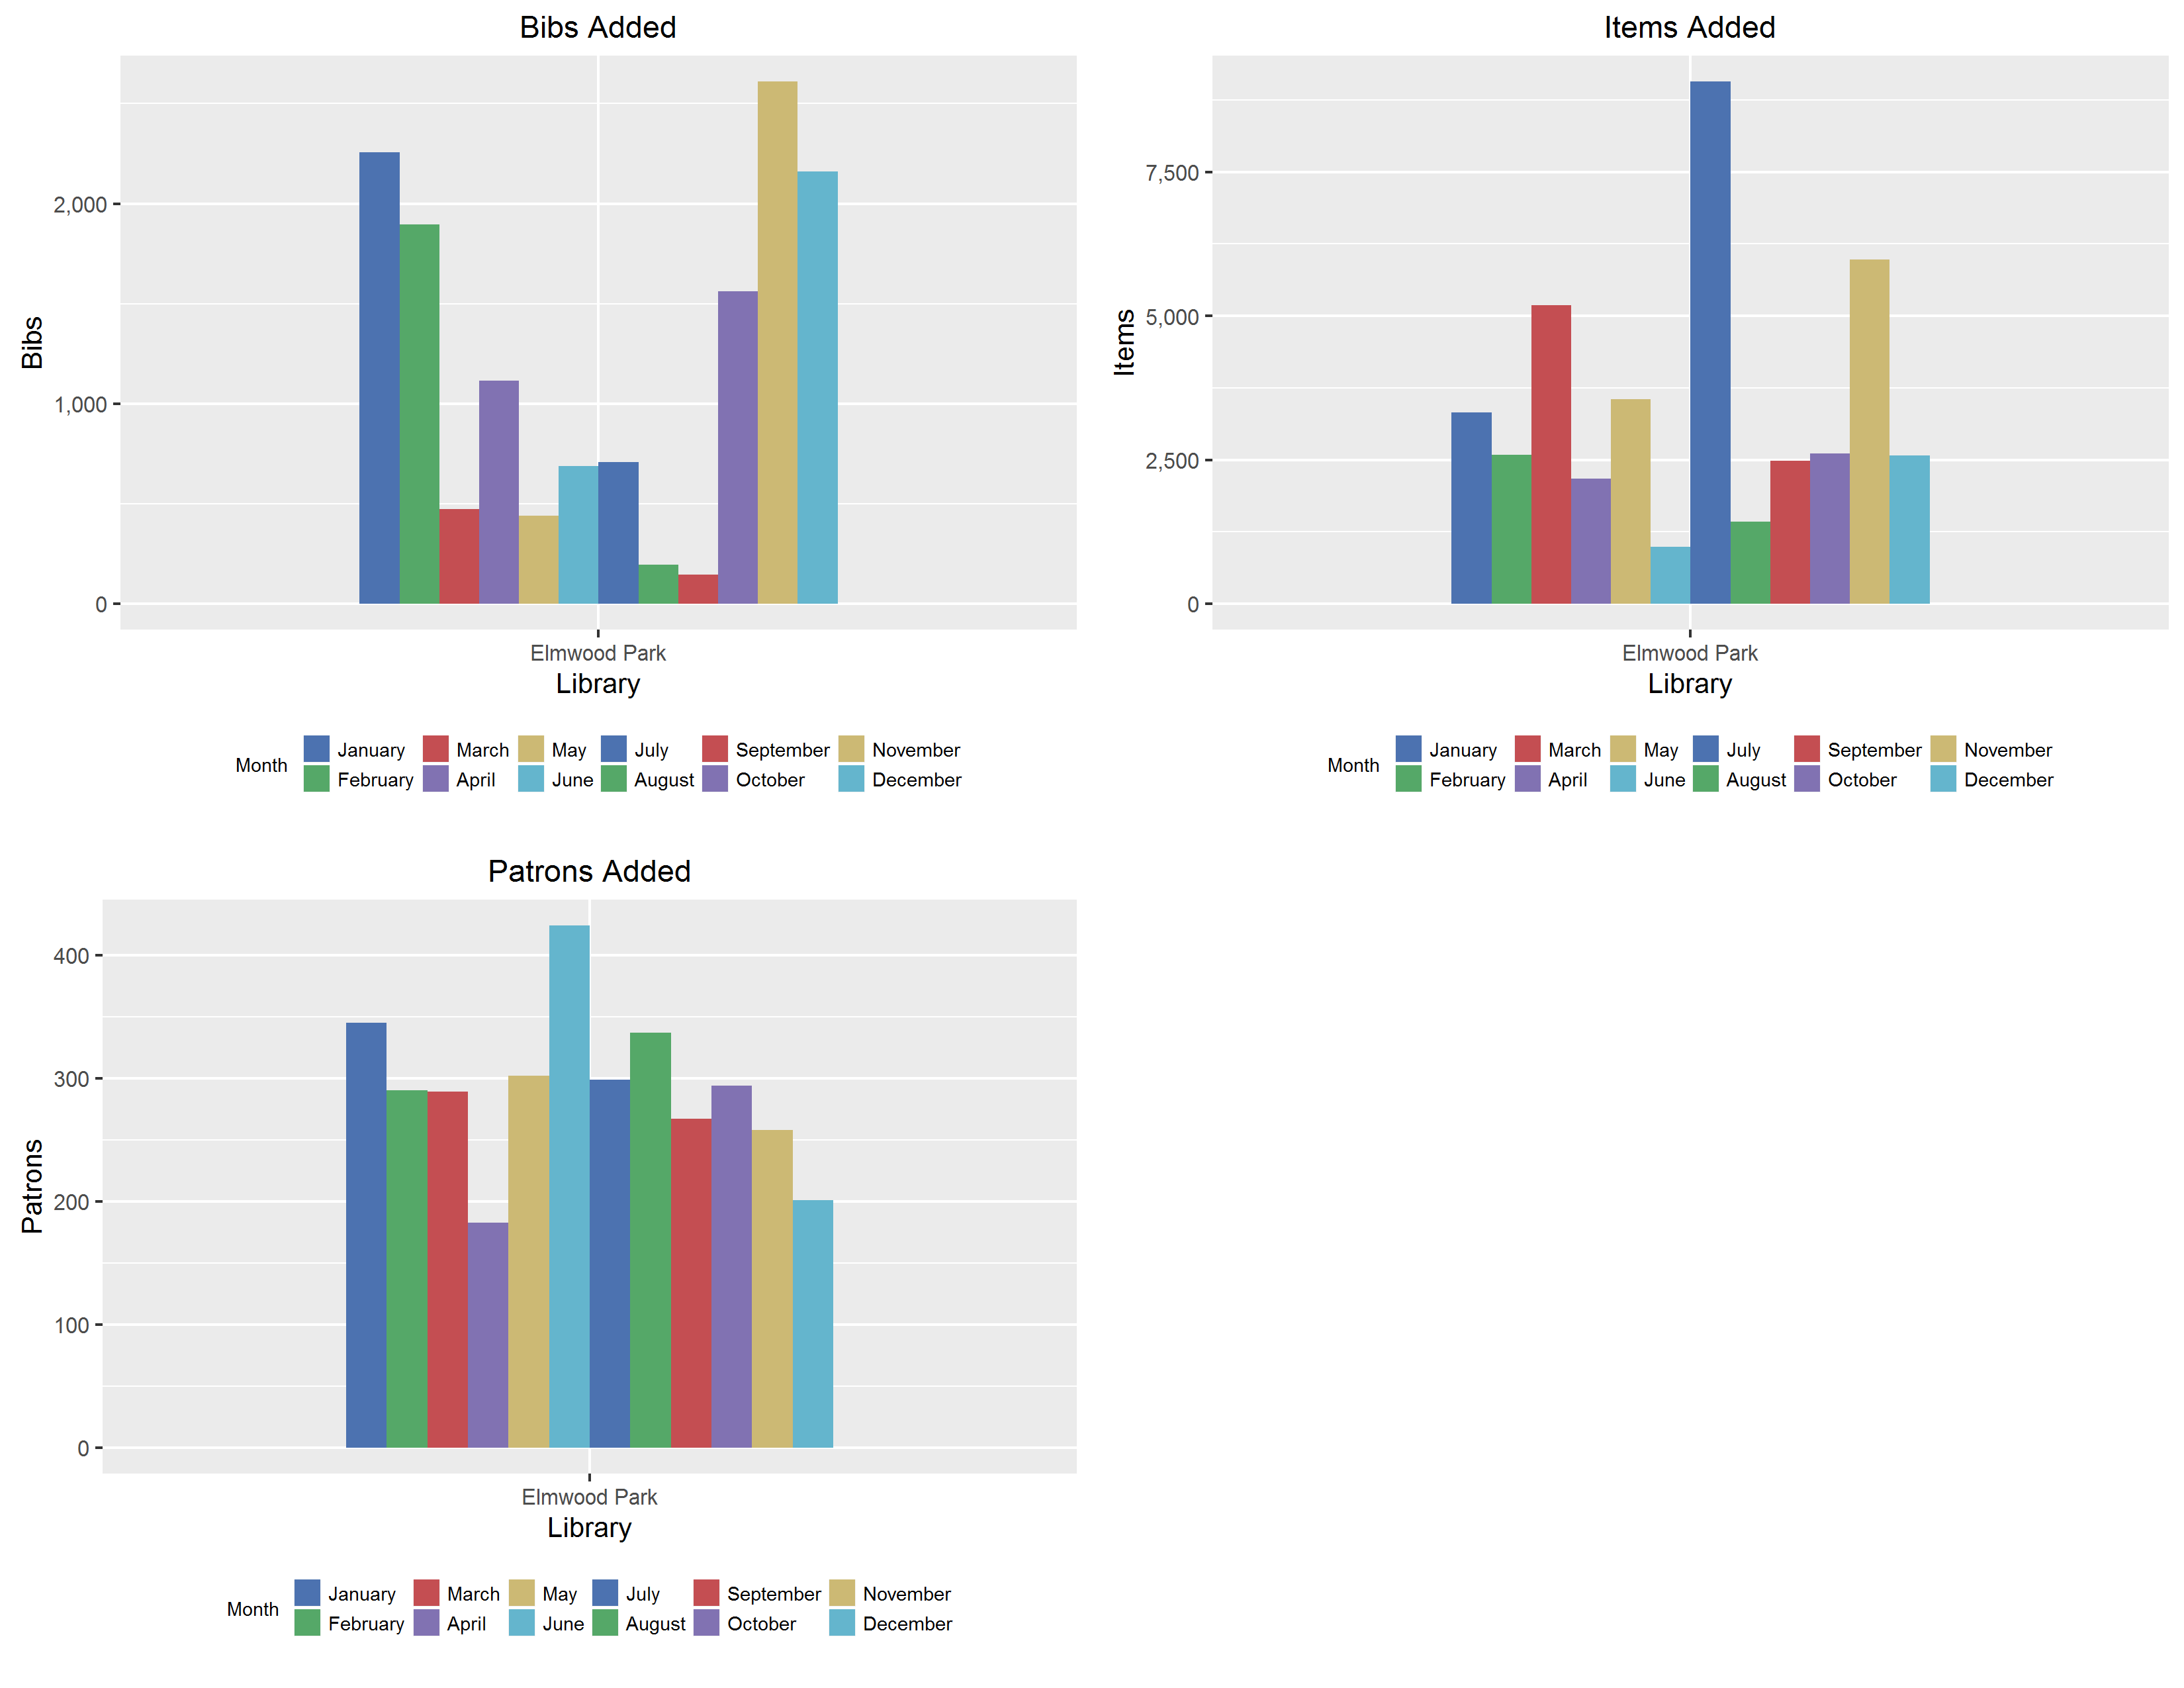 Bibs Added
Bibs
2,000
1,000
0
Elmwood Park
Library
Month
January March May July September November
February April June August October December
Items Added
Items
7,500
5,000
2,500
0
Elmwood Park
Library
Month
January March May July September November
February April June August October December
Patrons Added
Patrons
400
300
200
100
0
Elmwood Park
Library
Month
January March May July September November
February April June August October December